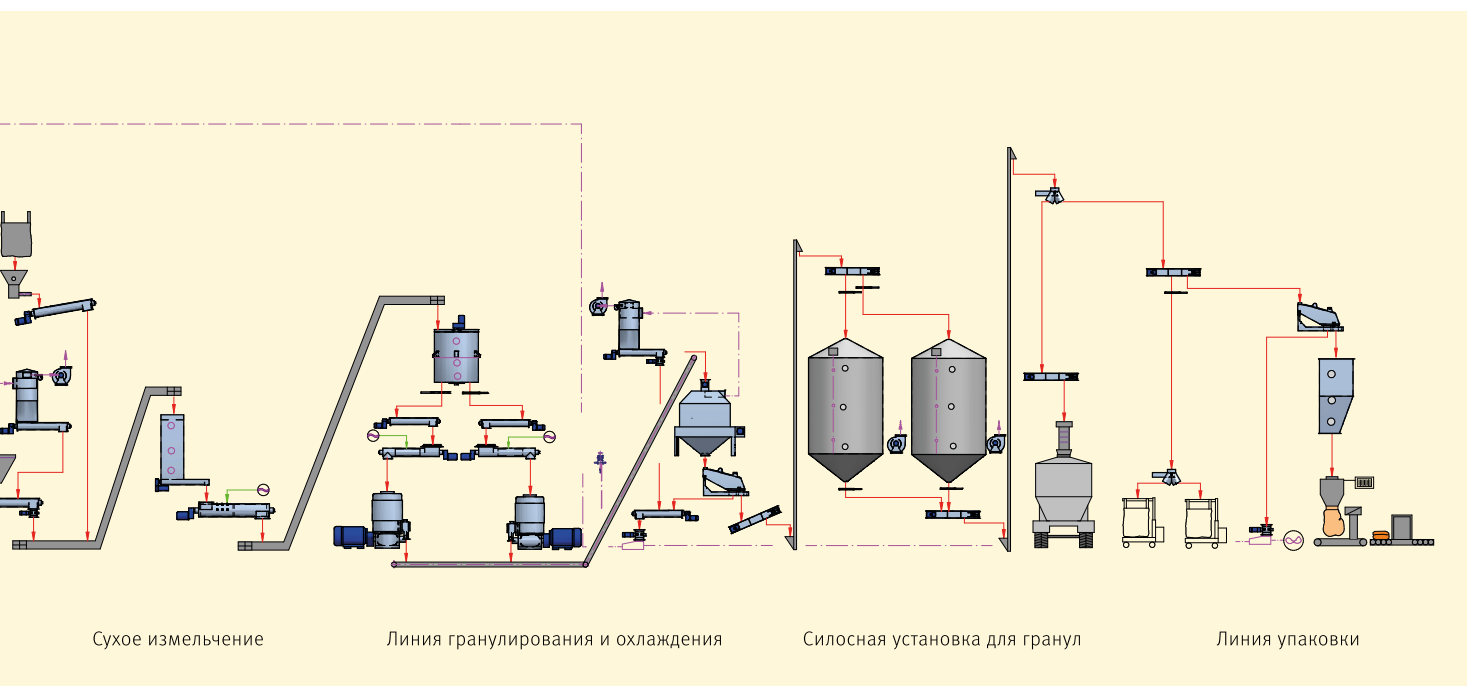 Сухое измельчение
Линия гранулирования и охлаждения
Силосная установка для гранул
Линия упаковки